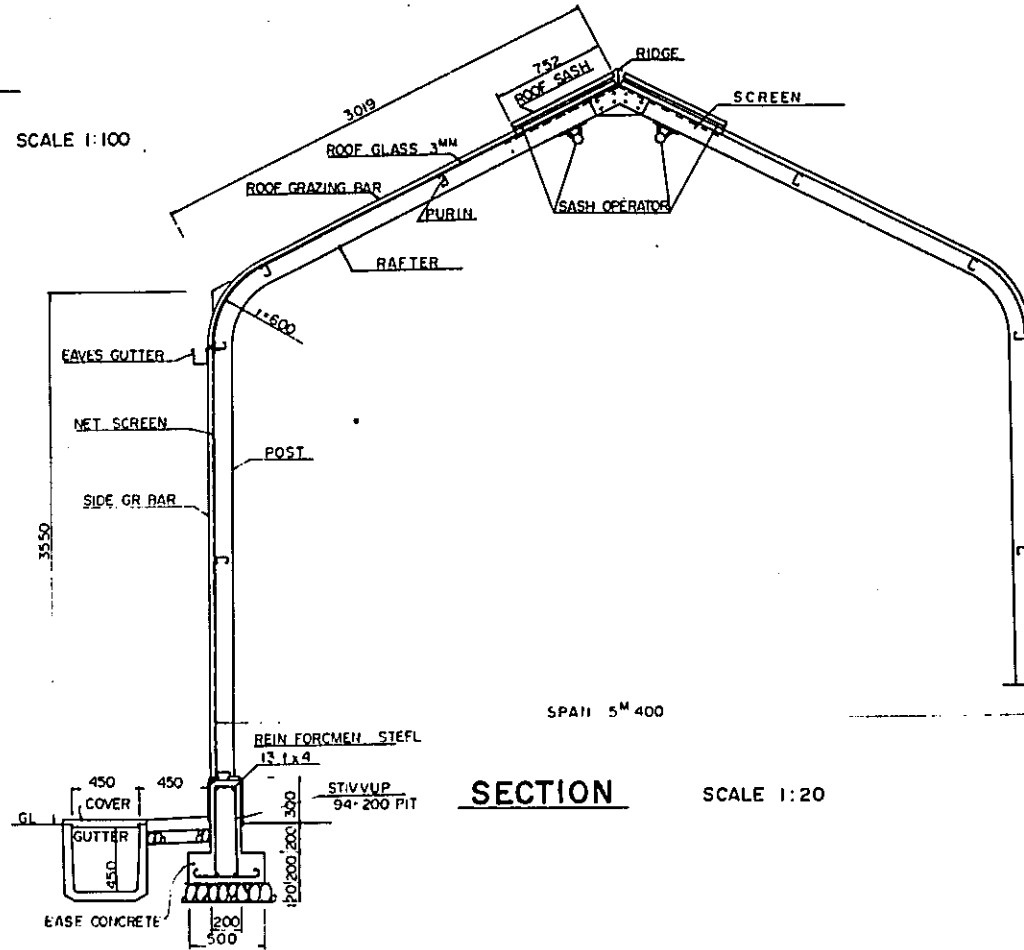 RIDGE
752
ROOF SASH
3019
SCREEN
SCALE 1:100
ROOF GLASS 3MM
ROOF GRAZING BAR
PURIN
SASH OPERATOR
RAFTER
r=600
EAVES GUTTER
NET SCREEN
POST
SIDE GR BAR
3550
SPAN 5M 400
REIN FORCMEN STEFL
13 1x4
450
450
STIVVUP
94-200 PIT
COVER
GL
GUTTER
450
300
200
200
120
EASE CONCRETE
200
500
SECTION
SCALE 1:20